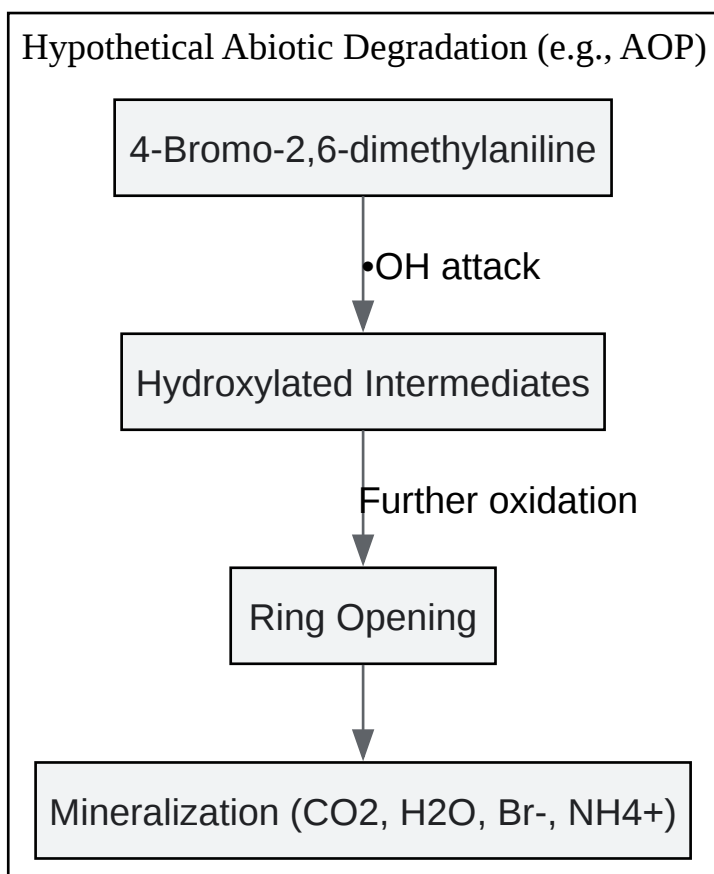 Hypothetical Abiotic Degradation (e.g., AOP)
4-Bromo-2,6-dimethylaniline
•OH attack
Hydroxylated Intermediates
Further oxidation
Ring Opening
Mineralization (CO2, H2O, Br-, NH4+)